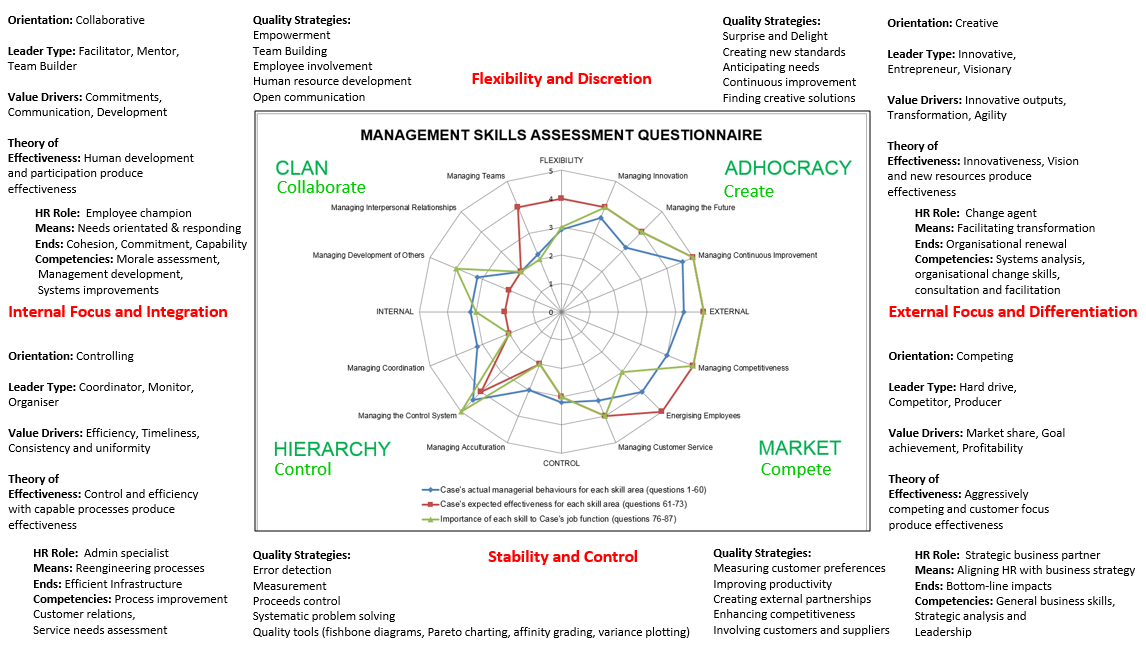 Orientation: Collaborative
Leader Type: Facilitator, Mentor,
Team Builder
Value Drivers: Commitments,
Communication, Development
Theory of
Effectiveness: Human development
and participation produce
effectiveness
HR Role:  Employee champion
Means: Needs orientated & responding
Ends: Cohesion, Commitment, Capability
Competencies: Morale assessment,
Management development,
Systems improvements
Quality Strategies:
Empowerment
Team Building
Employee involvement
Human resource development
Open communication
Flexibility and Discretion
Quality Strategies:
Surprise and Delight
Creating new standards
Anticipating needs
Continuous improvement
Finding creative solutions
Orientation: Creative
Leader Type: Innovative,
Entrepreneur, Visionary
Value Drivers: Innovative outputs,
Transformation, Agility
Theory of
Effectiveness: Innovativeness, Vision
and new resources produce
effectiveness
HR Role:  Change agent
Means: Facilitating transformation
Ends: Organisational renewal
Competencies: Systems analysis,
organisational change skills,
consultation and facilitation
MANAGEMENT SKILLS ASSESSMENT QUESTIONNAIRE
CLAN
Collaborate
ADHOCRACY
Create
FLEXIBILITY
Managing Teams
Managing Innovation
Managing Interpersonal Relationships
Managing the Future
Managing Development of Others
Managing Continuous Improvement
INTERNAL
EXTERNAL
Managing Coordination
Managing Competitiveness
Managing the Control System
Energising Employees
Managing Acculturation
Managing Customer Service
CONTROL
5
4
3
2
1
0
HIERARCHY
Control
MARKET
Compete
Case's actual managerial behaviours for each skill area (questions 1-60)
Case's expected effectiveness for each skill area (questions 61-73)
Importance of each skill to Case's job function (questions 76-87)
Internal Focus and Integration
External Focus and Differentiation
Orientation: Controlling
Leader Type: Coordinator, Monitor,
Organiser
Value Drivers: Efficiency, Timeliness,
Consistency and uniformity
Theory of
Effectiveness: Control and efficiency
with capable processes produce
effectiveness
HR Role:  Admin specialist
Means: Reengineering processes
Ends: Efficient Infrastructure
Competencies: Process improvement
Customer relations,
Service needs assessment
Quality Strategies:
Error detection
Measurement
Proceeds control
Systematic problem solving
Quality tools (fishbone diagrams, Pareto charting, affinity grading, variance plotting)
Stability and Control
Quality Strategies:
Measuring customer preferences
Improving productivity
Creating external partnerships
Enhancing competitiveness
Involving customers and suppliers
Orientation: Competing
Leader Type: Hard drive,
Competitor, Producer
Value Drivers: Market share, Goal
achievement, Profitability
Theory of
Effectiveness: Aggressively
competing and customer focus
produce effectiveness
HR Role:  Strategic business partner
Means: Aligning HR with business strategy
Ends: Bottom-line impacts
Competencies: General business skills,
Strategic analysis and
Leadership